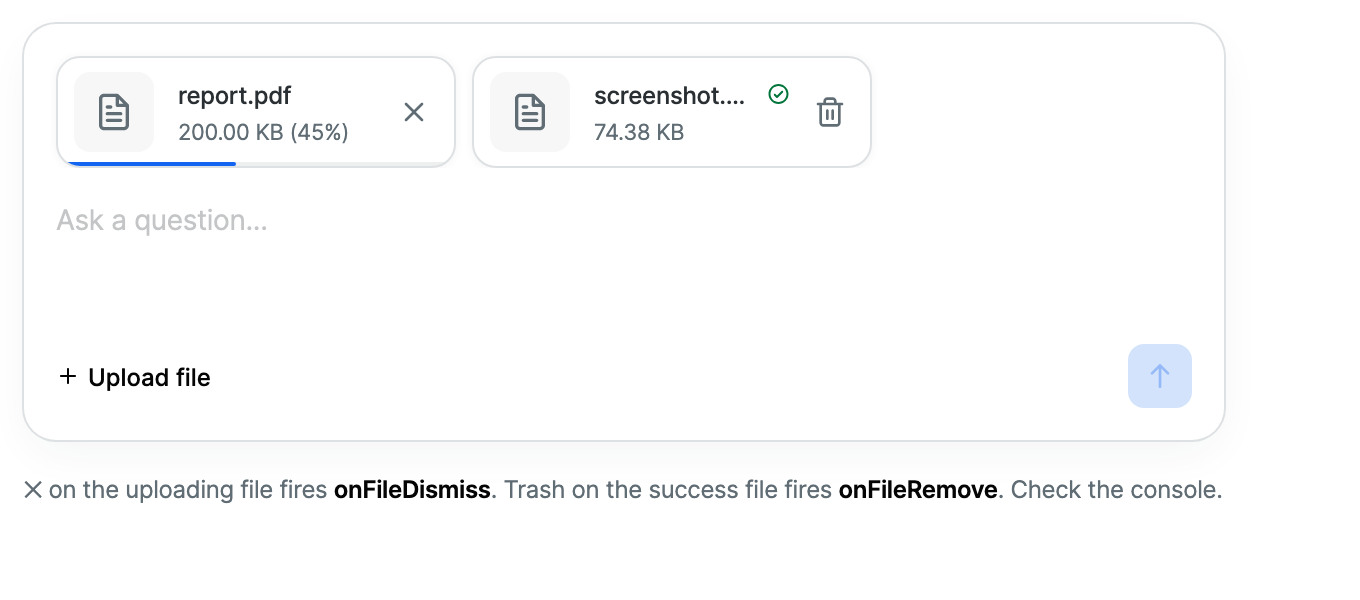 report.pdf
200.00 KB (45%)
screenshot....
74.38 KB
Ask a question...
+ Upload file
× on the uploading file fires onFileDismiss. Trash on the success file fires onFileRemove. Check the console.